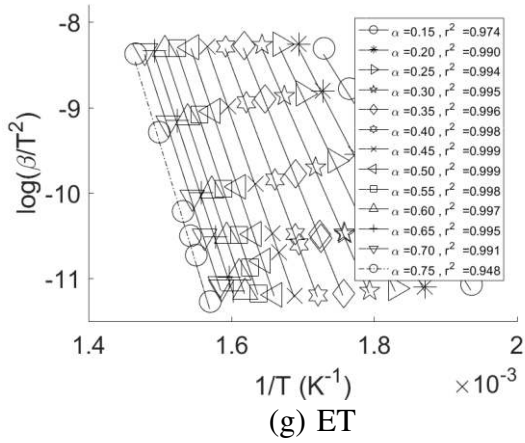 -8
-9
-10
-11
log(β/T²)
1.4
1.6
1.8
2
1/T (K⁻¹)
×10⁻³
α =0.15 , r² =0.974
α =0.20 , r² =0.990
α =0.25 , r² =0.994
α =0.30 , r² =0.995
α =0.35 , r² =0.996
α =0.40 , r² =0.998
α =0.45 , r² =0.999
α =0.50 , r² =0.999
α =0.55 , r² =0.998
α =0.60 , r² =0.997
α =0.65 , r² =0.995
α =0.70 , r² =0.991
α =0.75 , r² =0.948
(g) ET